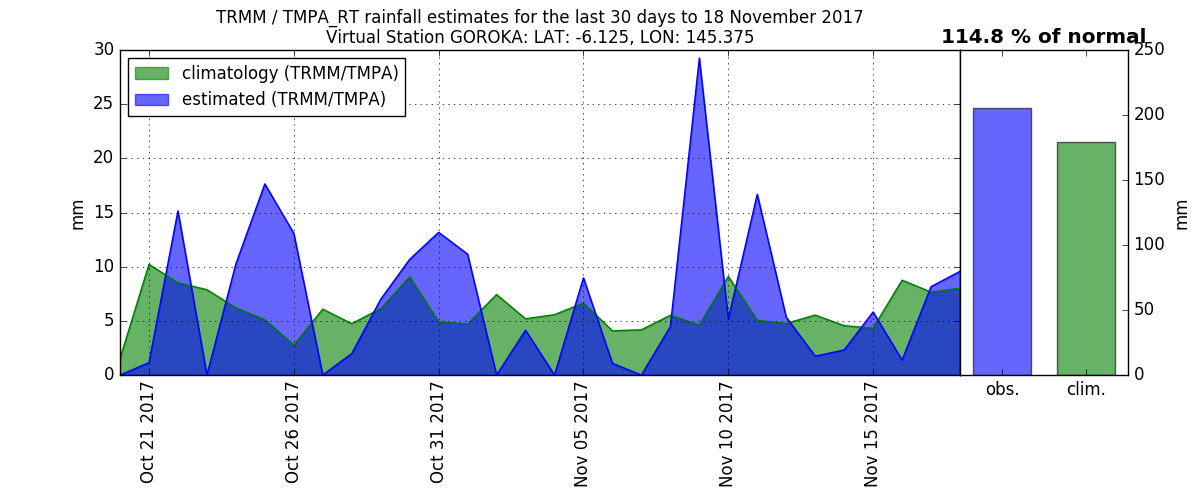 TRMM / TMPA_RT rainfall estimates for the last 30 days to 18 November 2017
Virtual Station GOROKA: LAT: -6.125, LON: 145.375
114.8 % of normal
climatology (TRMM/TMPA)
estimated (TRMM/TMPA)
30
25
20
15
10
5
0
mm
Oct 21 2017
Oct 26 2017
Oct 31 2017
Nov 05 2017
Nov 10 2017
Nov 15 2017
250
200
150
100
50
0
mm
obs.
clim.